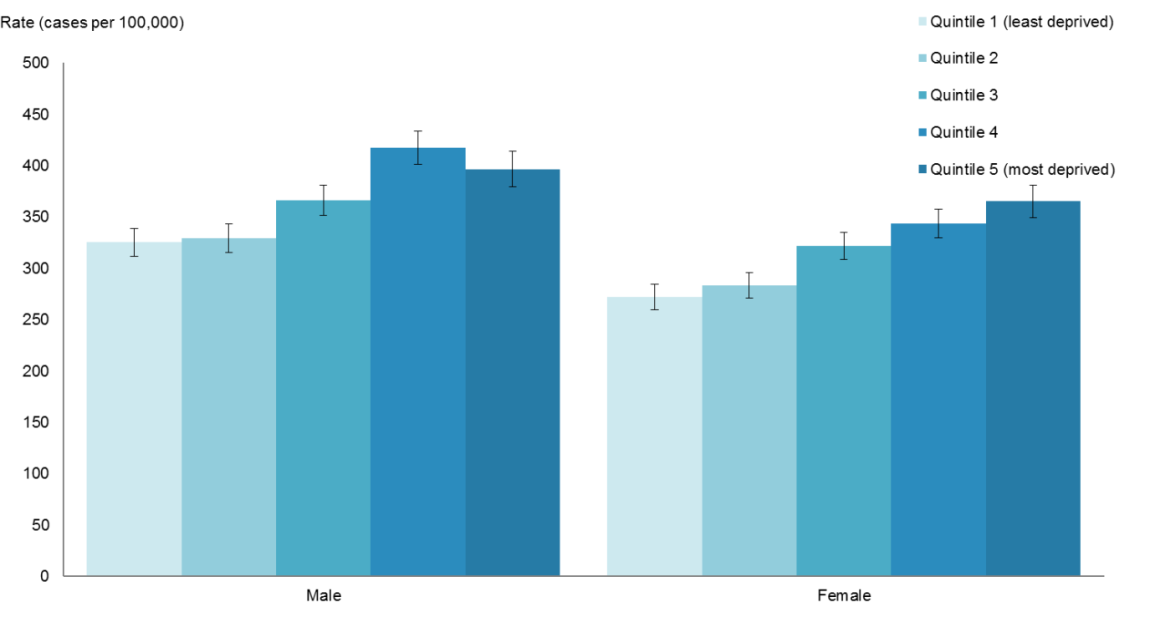 Rate (cases per 100,000)
Quintile 1 (least deprived)
Quintile 2
Quintile 3
Quintile 4
Quintile 5 (most deprived)
500
450
400
350
300
250
200
150
100
50
0
Male
Female